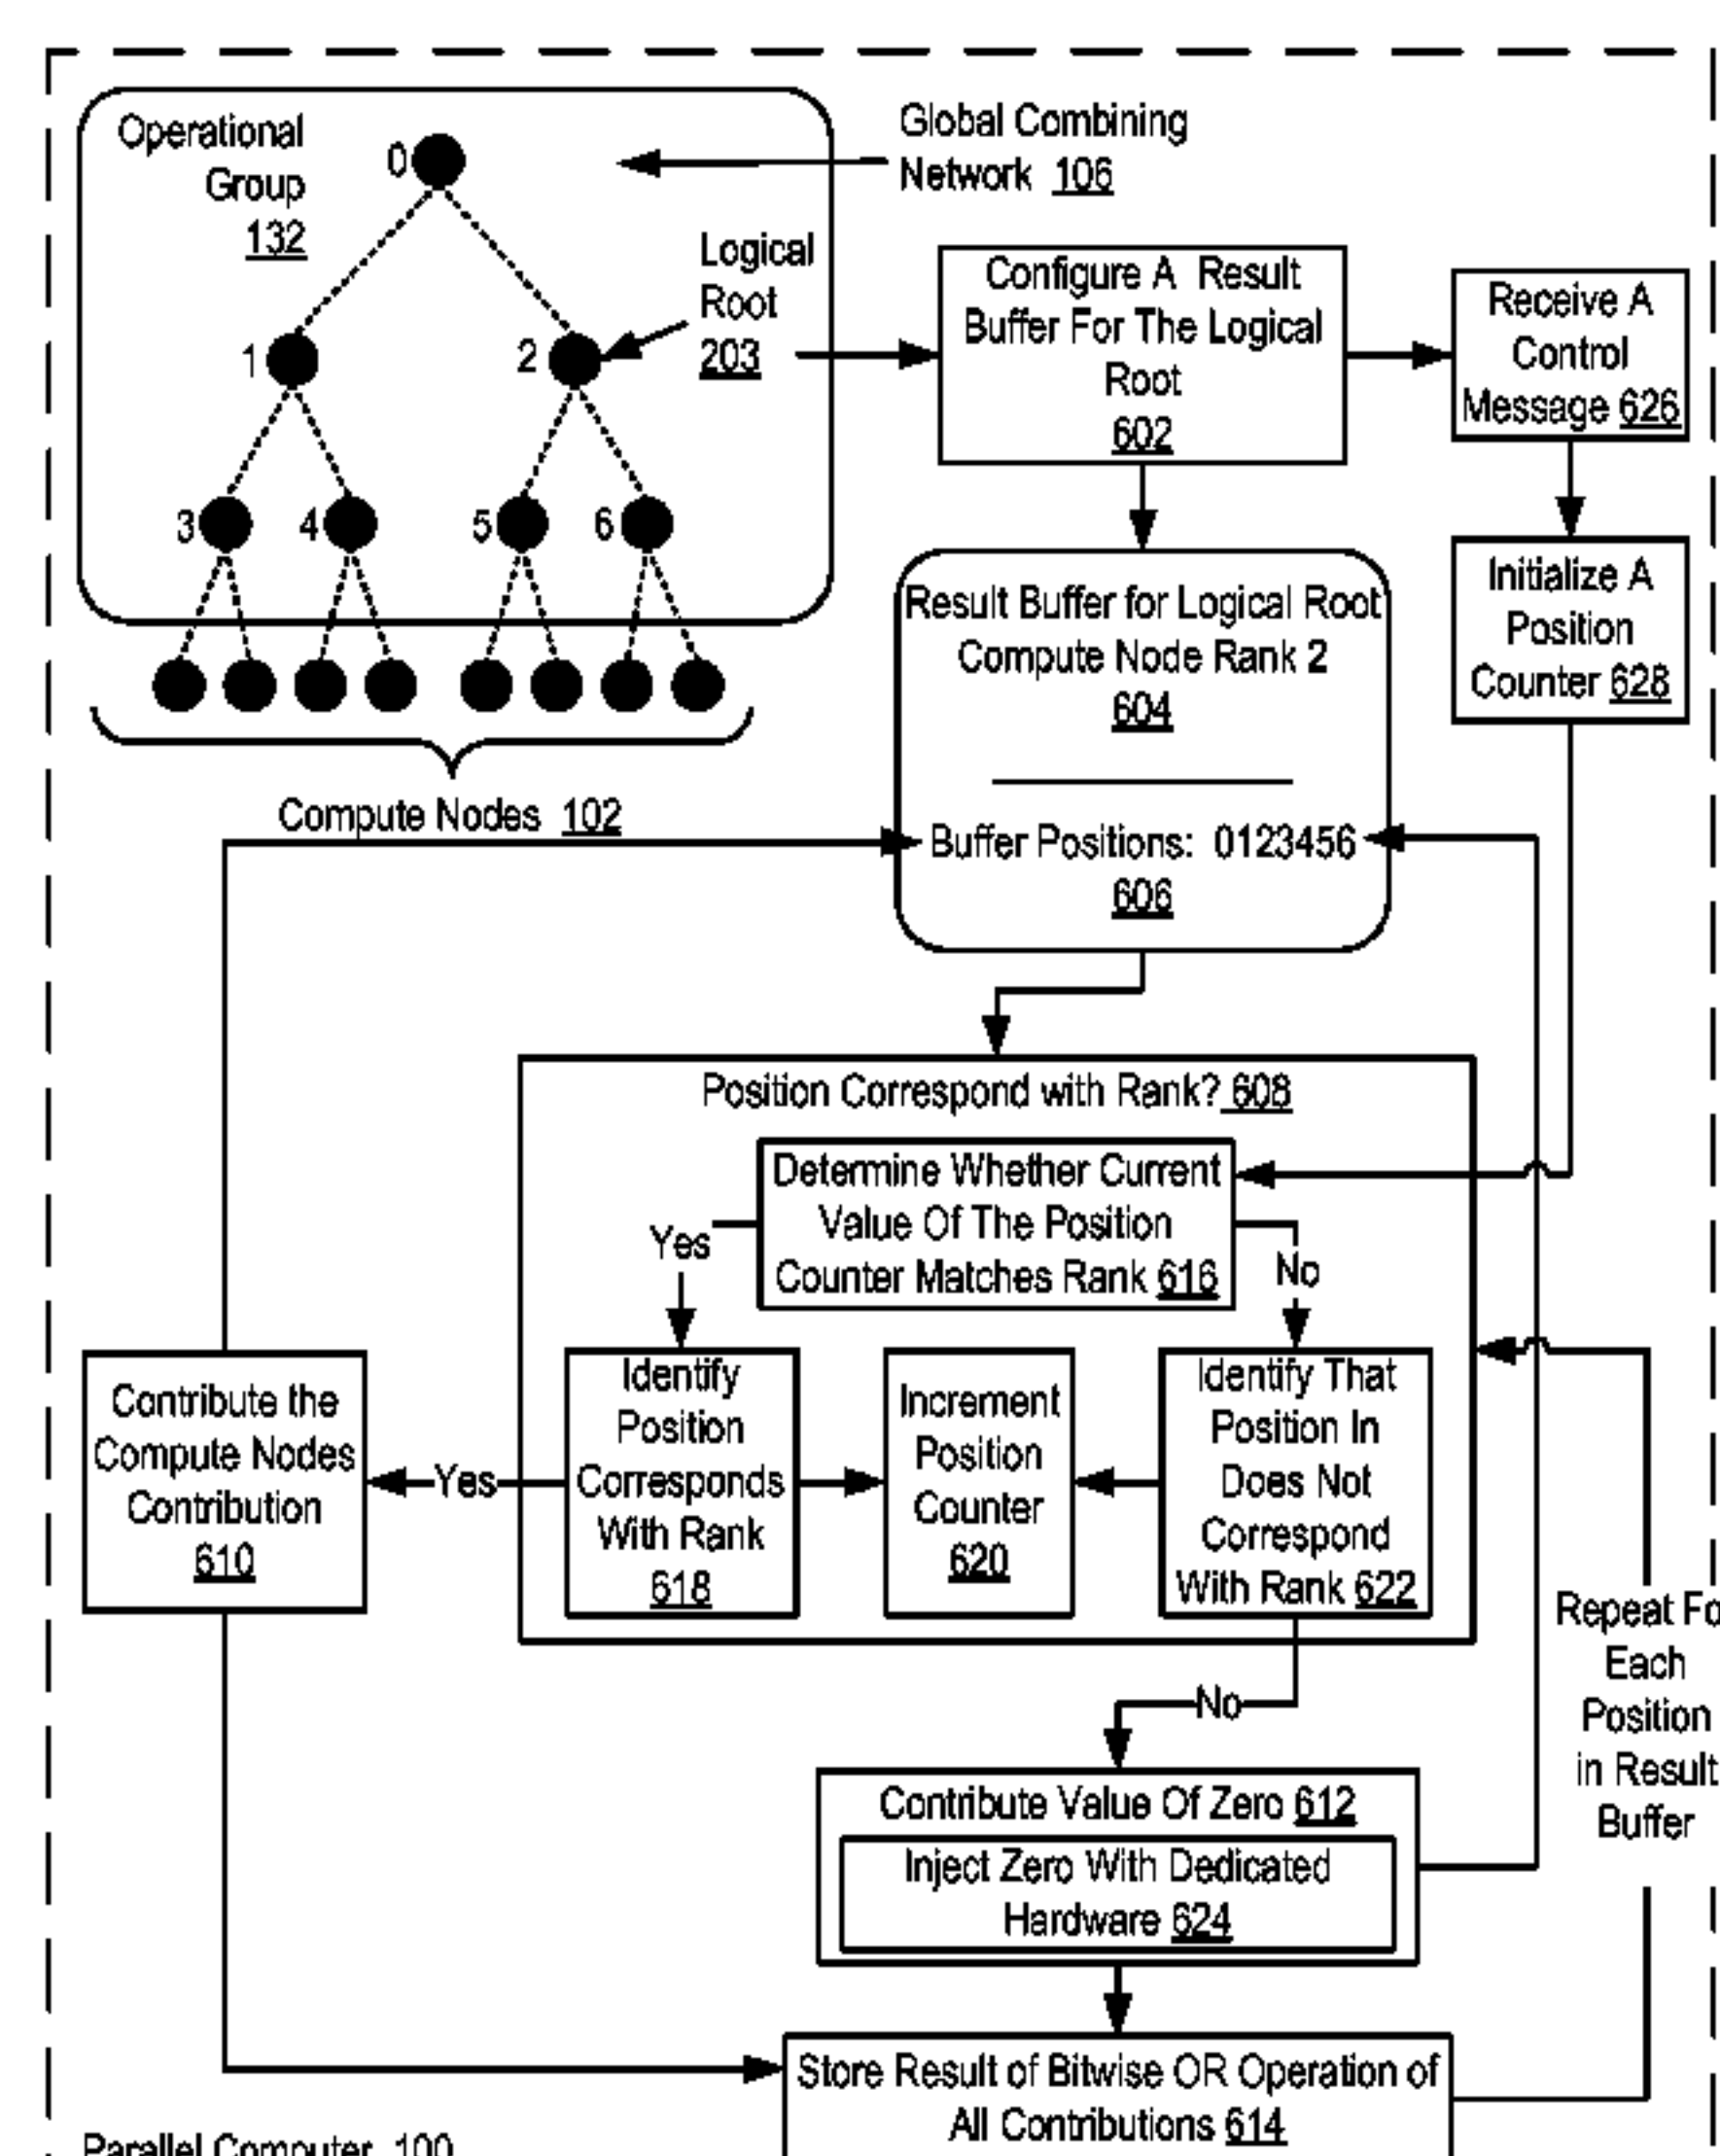 Operational
Group
132
0
Global Combining
Network 106
Logical
Root
203
1
2
Configure A Result
Buffer For The Logical
Root
602
Receive A
Control
Message 626
3
4
5
6
Initialize A
Position
Counter 628
Result Buffer for Logical Root
Compute Node Rank 2
604
Compute Nodes 102
Buffer Positions: 0123456
606
Position Correspond with Rank? 608
Determine Whether Current
Value Of The Position
Counter Matches Rank 616
Yes
No
Contribute the
Compute Nodes
Contribution
610
Yes
Identify
Position
Corresponds
With Rank
618
Increment
Position
Counter
620
Identify That
Position In
Does Not
Correspond
With Rank 622
No
Repeat Fo
Each
Position
in Result
Buffer
Contribute Value Of Zero 612
Inject Zero With Dedicated
Hardware 624
Store Result of Bitwise OR Operation of
All Contributions 614
Parallel Computer 100